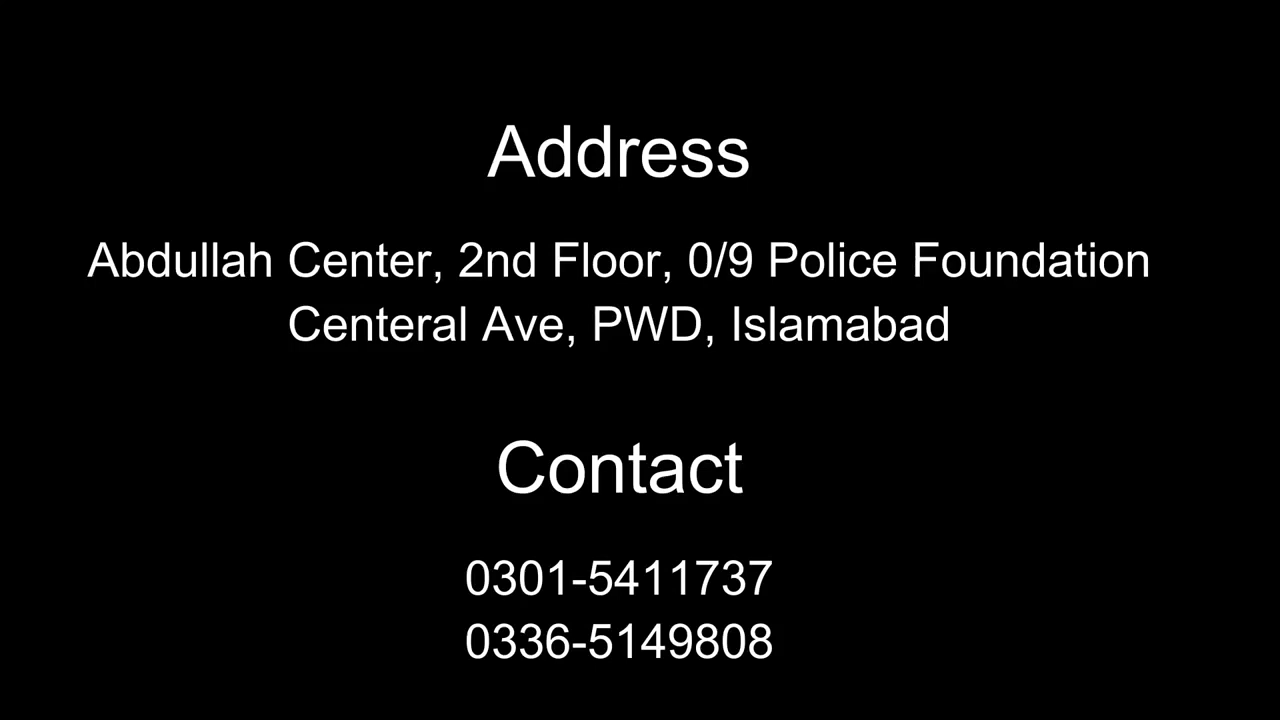 Address
Abdullah Center, 2nd Floor, 0/9 Police Foundation
Centeral Ave, PWD, Islamabad
Contact
0301-5411737
0336-5149808